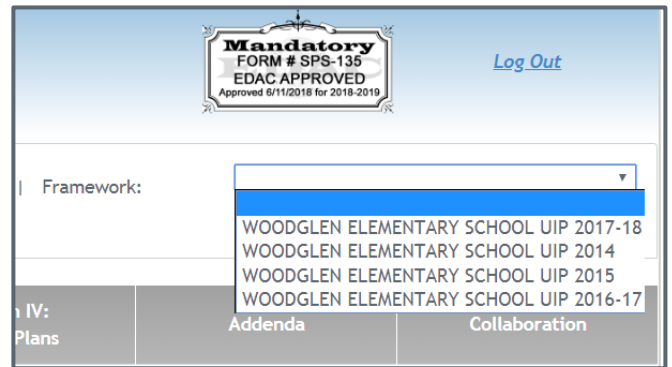 Mandatory
FORM # SPS-135
EDAC APPROVED
Approved 6/11/2018 for 2018-2019
Log Out
| Framework:
WOODGLEN ELEMENTARY SCHOOL UIP 2017-18
WOODGLEN ELEMENTARY SCHOOL UIP 2014
WOODGLEN ELEMENTARY SCHOOL UIP 2015
WOODGLEN ELEMENTARY SCHOOL UIP 2016-17
IV:
Plans
Addenda
Collaboration